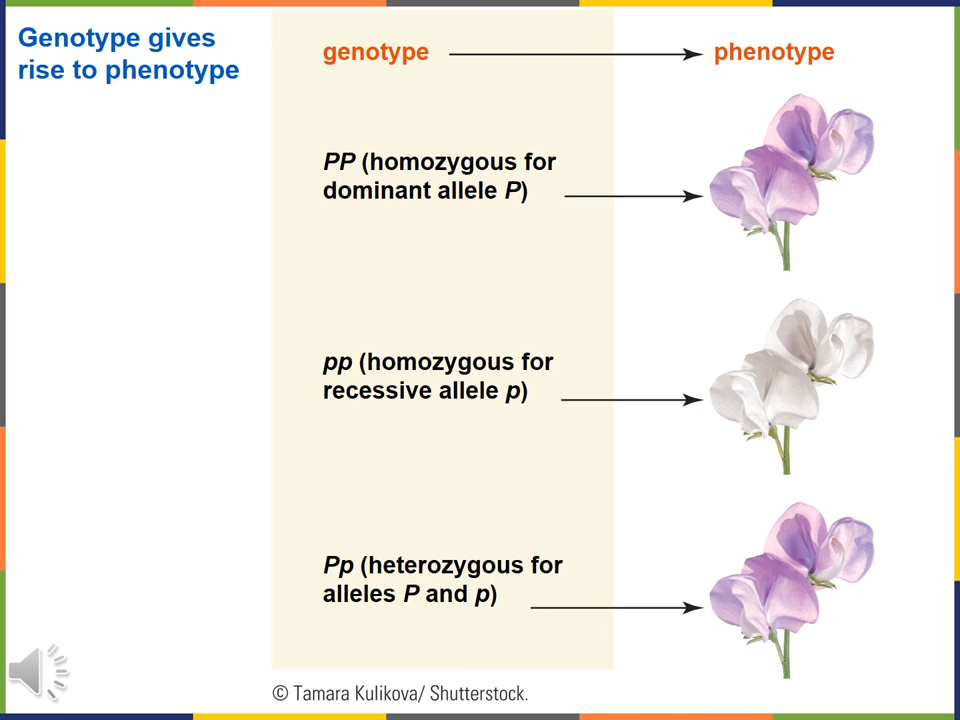 Genotype gives
rise to phenotype
genotype
phenotype
PP (homozygous for
dominant allele P)
pp (homozygous for
recessive allele p)
Pp (heterozygous for
alleles P and p)
© Tamara Kulikova/ Shutterstock.